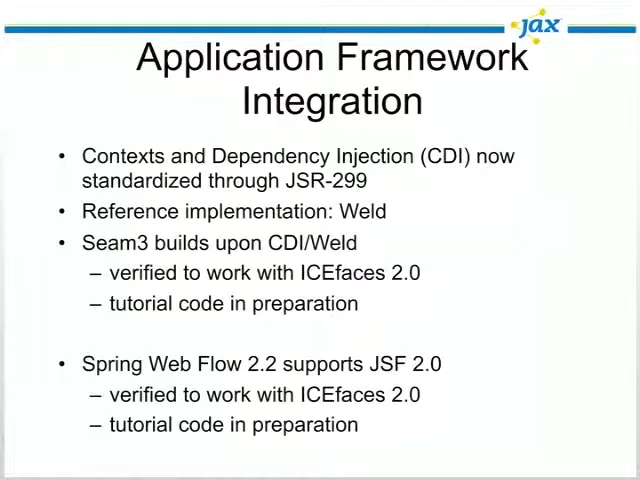 jax
Application Framework
Integration
• Contexts and Dependency Injection (CDI) now
standardized through JSR-299
• Reference implementation: Weld
• Seam3 builds upon CDI/Weld
– verified to work with ICEfaces 2.0
– tutorial code in preparation
• Spring Web Flow 2.2 supports JSF 2.0
– verified to work with ICEfaces 2.0
– tutorial code in preparation